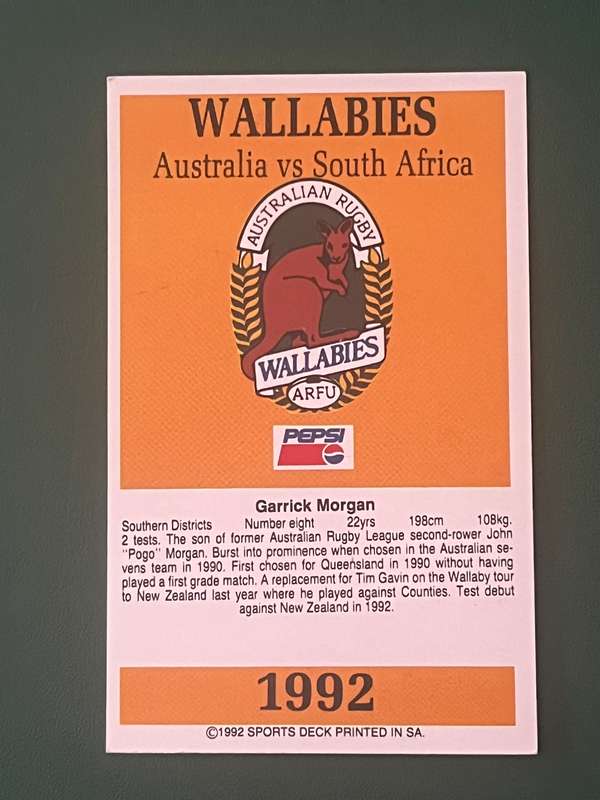 WALLABIES
Australia vs South Africa
AUSTRALIAN RUGBY
WALLABIES
ARFU
PEPSI
Garrick Morgan
Southern Districts Number eight 22yrs 198cm 108kg.
2 tests. The son of former Australian Rugby League second-rower John
"Pogo" Morgan. Burst into prominence when chosen in the Australian se-
vens team in 1990. First chosen for Queensland in 1990 without having
played a first grade match. A replacement for Tim Gavin on the Wallaby tour
to New Zealand last year where he played against Counties. Test debut
against New Zealand in 1992.
1992
©1992 SPORTS DECK PRINTED IN SA.